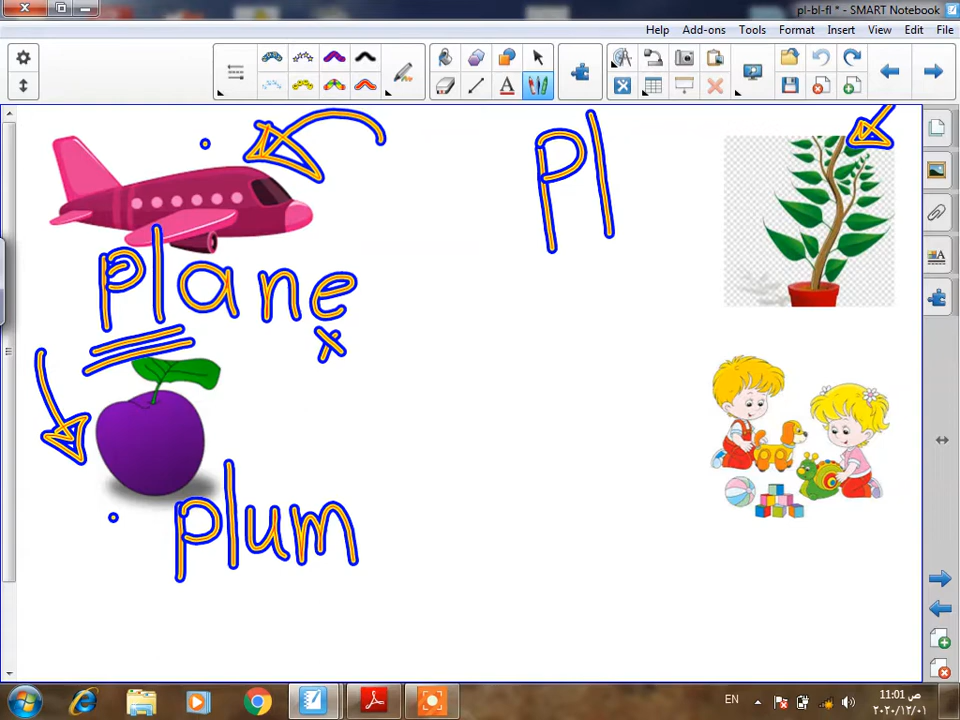 pl-bl-fl * - SMART Notebook
Help Add-ons Tools Format Insert View Edit File
A
Pl
plane
x
plum
EN
11:01 ص
٢٠٢٠/١٢/٠١